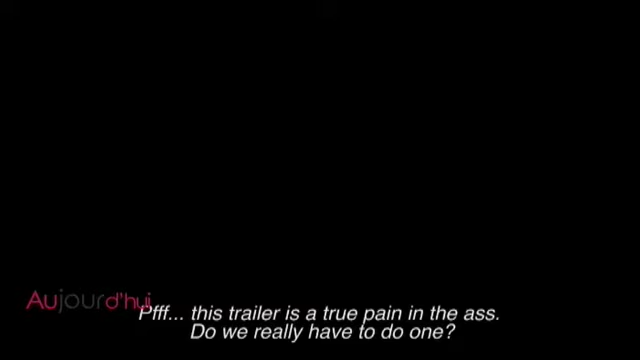 Aujourd'hui
Pfff... this trailer is a true pain in the ass.
Do we really have to do one?